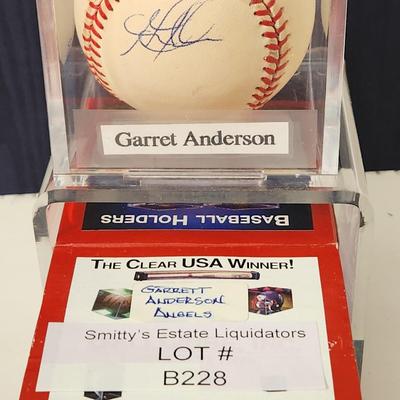 Garret Anderson
BASEBALL HOLDERS
THE CLEAR USA WINNER!
GARRETT
ANDERSON
ANGELS
Smitty's Estate Liquidators
LOT #
B228